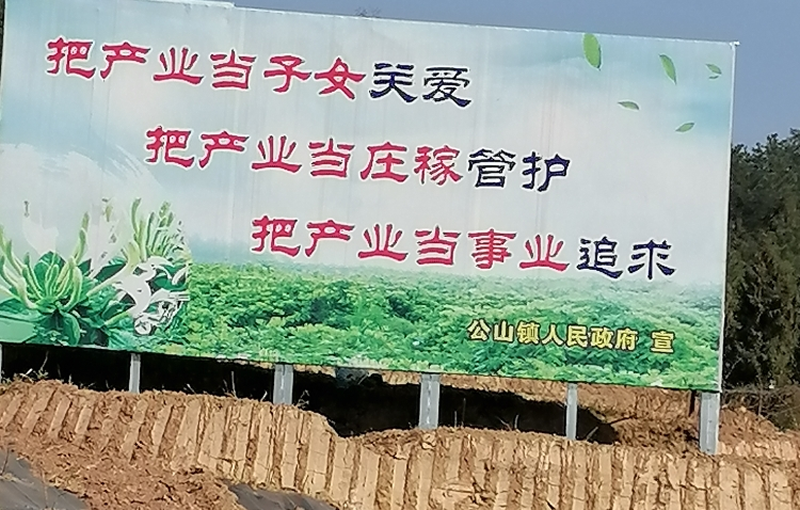 把产业当子女关爱
把产业当庄稼管护
把产业当事业追求
公山镇人民政府 宣